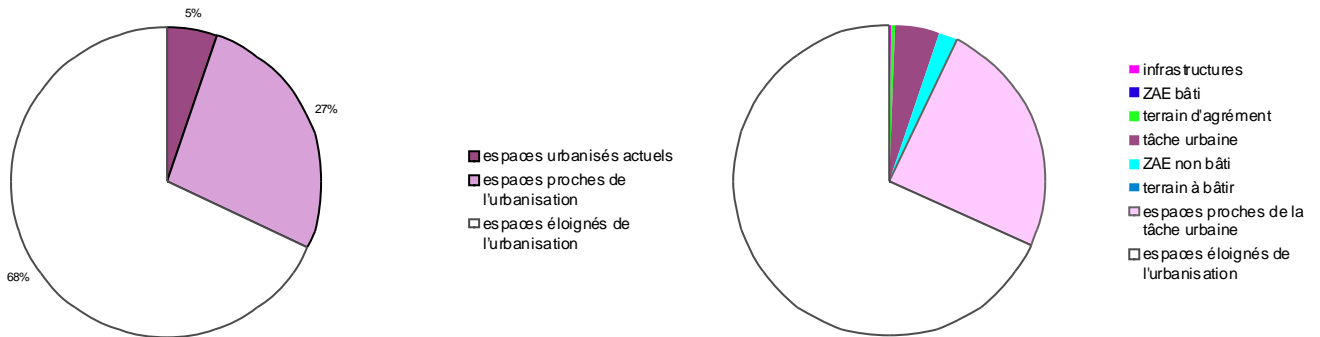 5%
27%
68%
espaces urbanisés actuels
espaces proches de
l'urbanisation
espaces éloignés de
l'urbanisation
infrastructures
ZAE bâti
terrain d'agrément
tâche urbaine
ZAE non bâti
terrain à bâtir
espaces proches de la
tâche urbaine
espaces éloignés de
l'urbanisation